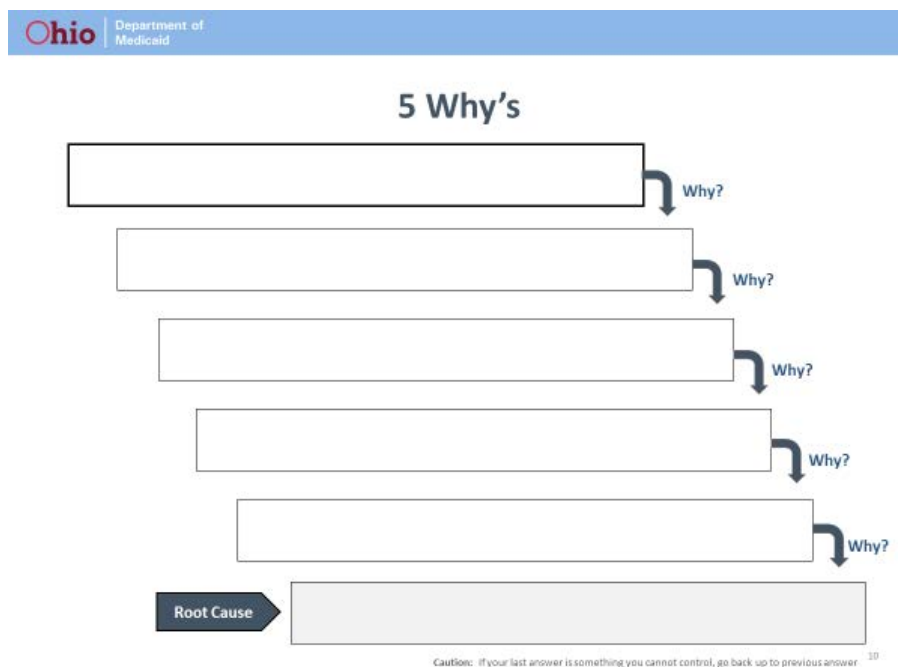 Ohio
Department of
Medicaid
5 Why's
Why?
Why?
Why?
Why?
Why?
Root Cause
Caution: If your last answer is something you cannot control, go back up to previous answer
10